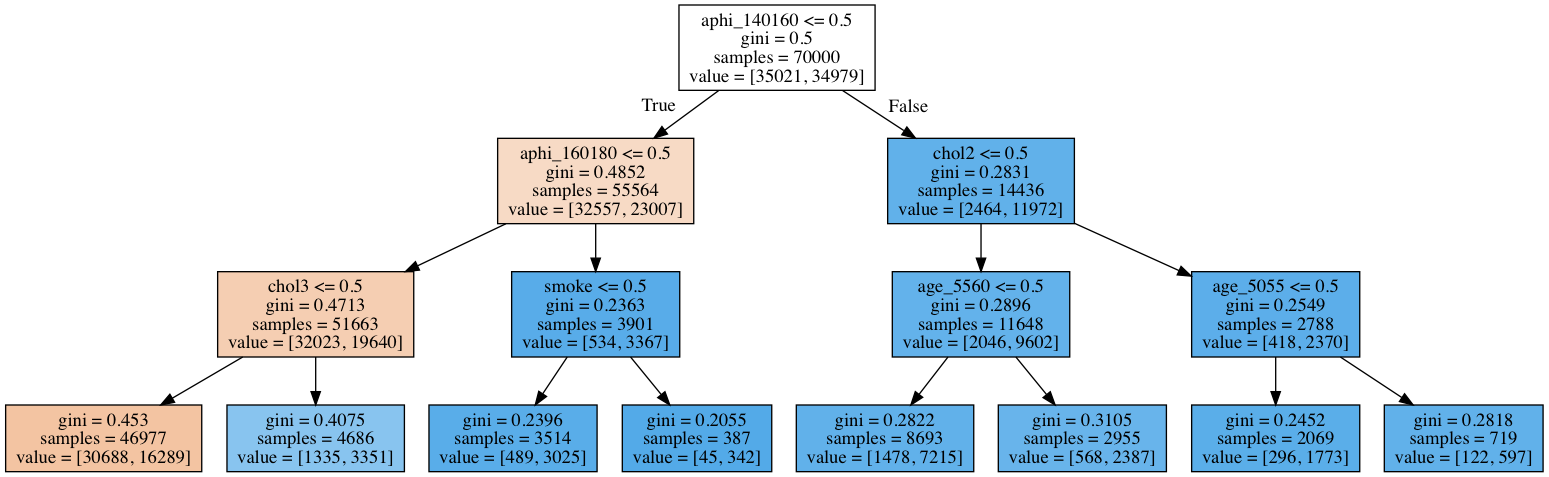 aphi_140160 <= 0.5
gini = 0.5
samples = 70000
value = [35021, 34979]
True
False
aphi_160180 <= 0.5
gini = 0.4852
samples = 55564
value = [32557, 23007]
chol2 <= 0.5
gini = 0.2831
samples = 14436
value = [2464, 11972]
chol3 <= 0.5
gini = 0.4713
samples = 51663
value = [32023, 19640]
smoke <= 0.5
gini = 0.2363
samples = 3901
value = [534, 3367]
age_5560 <= 0.5
gini = 0.2896
samples = 11648
value = [2046, 9602]
age_5055 <= 0.5
gini = 0.2549
samples = 2788
value = [418, 2370]
gini = 0.453
samples = 46977
value = [30688, 16289]
gini = 0.4075
samples = 4686
value = [1335, 3351]
gini = 0.2396
samples = 3514
value = [489, 3025]
gini = 0.2055
samples = 387
value = [45, 342]
gini = 0.2822
samples = 8693
value = [1478, 7215]
gini = 0.3105
samples = 2955
value = [568, 2387]
gini = 0.2452
samples = 2069
value = [296, 1773]
gini = 0.2818
samples = 719
value = [122, 597]